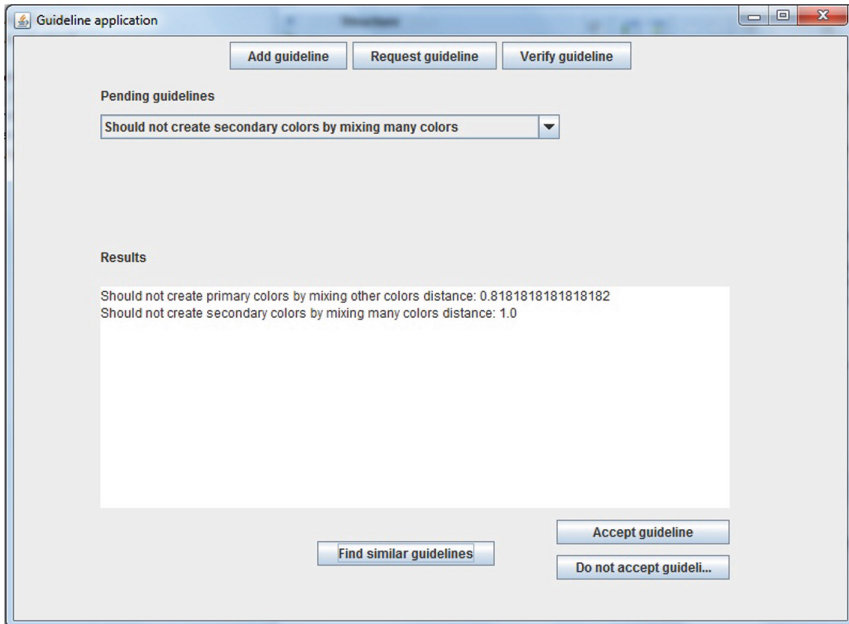 Guideline application
Add guideline Request guideline Verify guideline
Pending guidelines
Should not create secondary colors by mixing many colors
Results
Should not create primary colors by mixing other colors distance: 0.8181818181818182
Should not create secondary colors by mixing many colors distance: 1.0
Accept guideline
Find similar guidelines
Do not accept guideli...